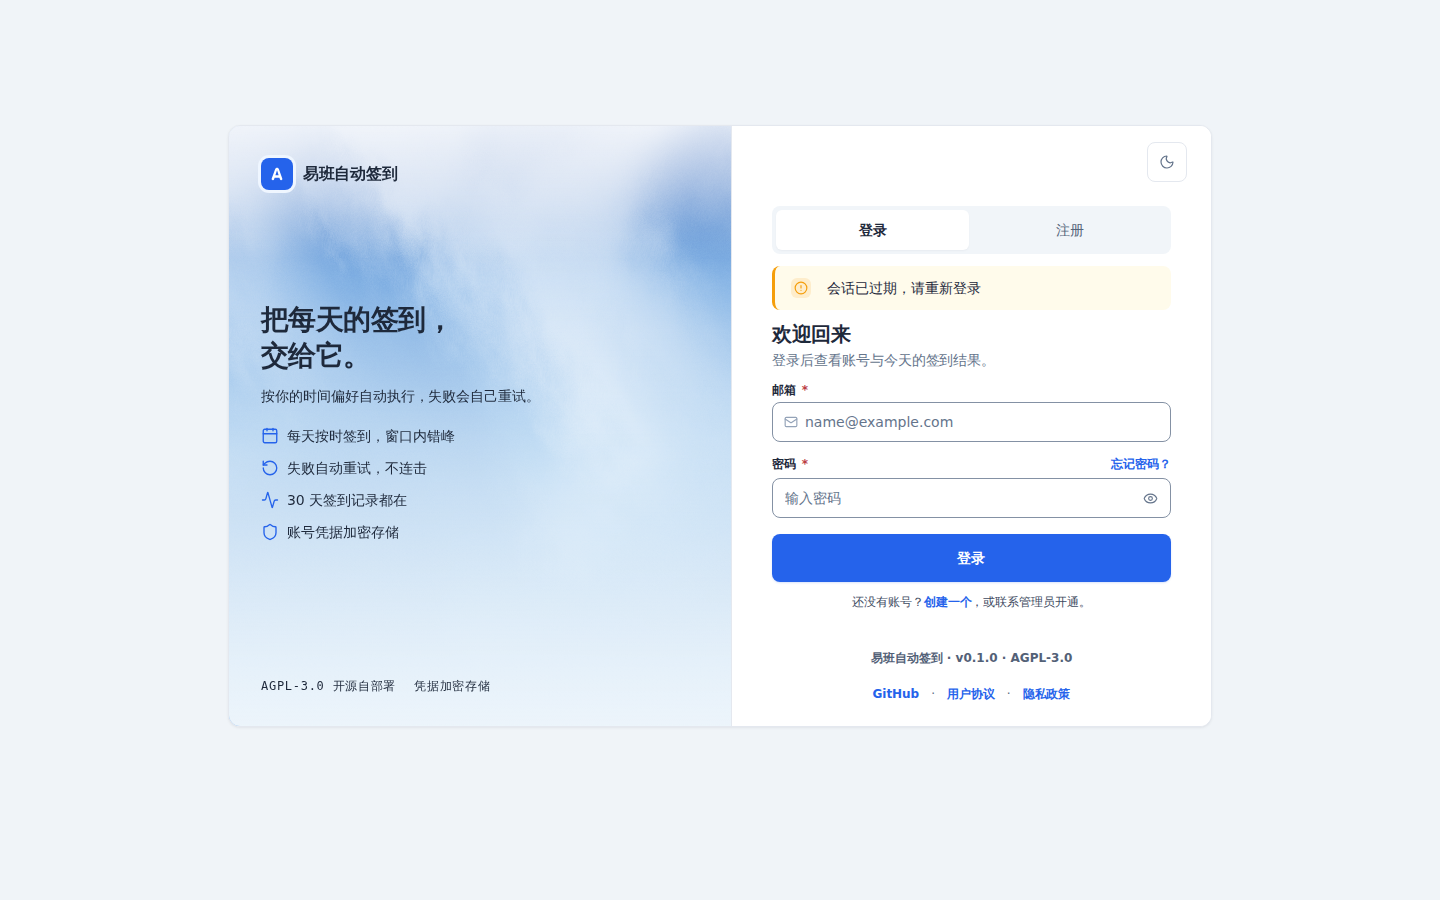 A 易班自动签到
把每天的签到，
交给它。
按你的时间偏好自动执行，失败会自己重试。
每天按时签到，窗口内错峰
失败自动重试，不连击
30 天签到记录都在
账号凭据加密存储
AGPL-3.0 开源自部署 凭据加密存储
登录 注册
会话已过期，请重新登录
欢迎回来
登录后查看账号与今天的签到结果。
邮箱 *
name@example.com
密码 * 忘记密码？
输入密码
登录
还没有账号？创建一个，或联系管理员开通。
易班自动签到 · v0.1.0 · AGPL-3.0
GitHub · 用户协议 · 隐私政策